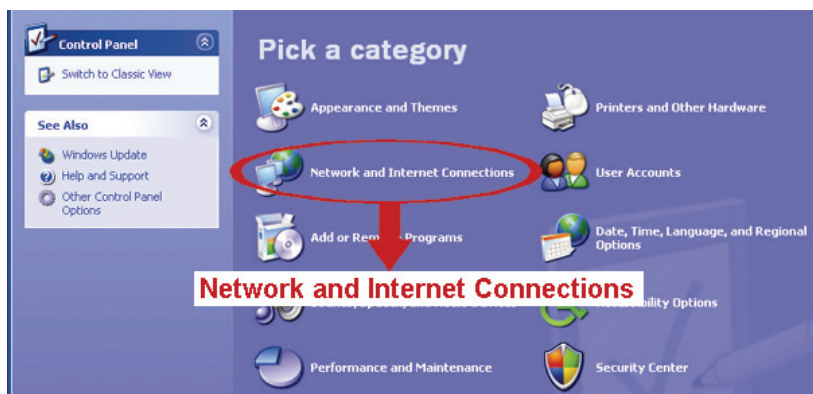 Control Panel
Switch to Classic View
See Also
Windows Update
Help and Support
Other Control Panel
Options
Pick a category
Appearance and Themes
Printers and Other Hardware
Network and Internet Connections
User Accounts
Add or Programs
Date, Time, Language, and Regional
Options
Network and Internet Connections
Options
Performance and Maintenance
Security Center